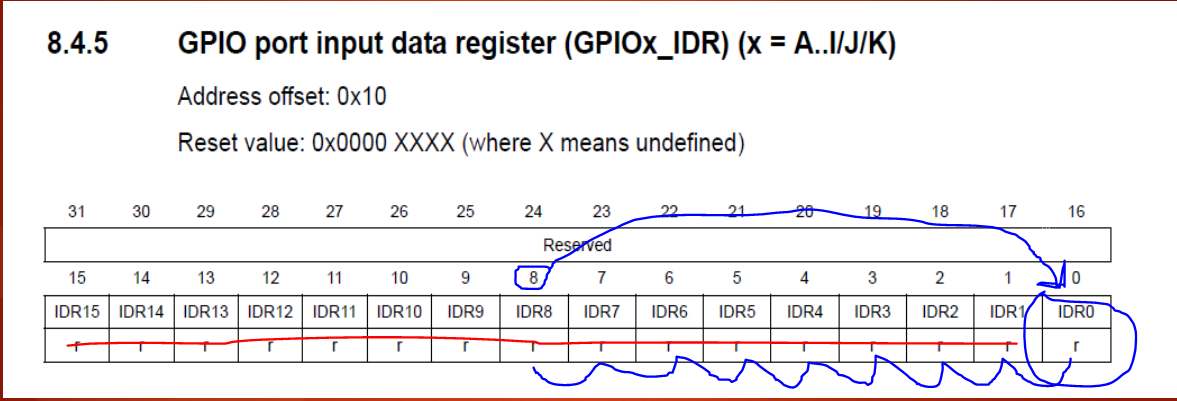 8.4.5 GPIO port input data register (GPIOx_IDR) (x = A..I/J/K)
Address offset: 0x10
Reset value: 0x0000 XXXX (where X means undefined)
31 30 29 28 27 26 25 24 23 22 21 20 19 18 17 16
Reserved
15 14 13 12 11 10 9 8 7 6 5 4 3 2 1 0
IDR15 IDR14 IDR13 IDR12 IDR11 IDR10 IDR9 IDR8 IDR7 IDR6 IDR5 IDR4 IDR3 IDR2 IDR1 IDR0
r r r r r r r r r r r r r r r r